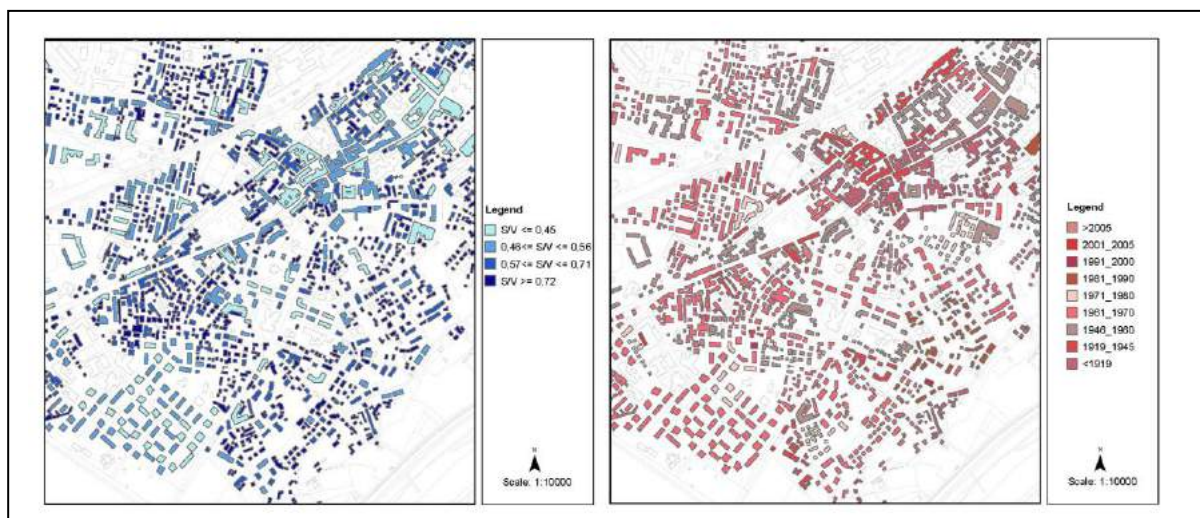 Legend
S/V <= 0,45
0,46<= S/V <= 0,56
0,57<= S/V <= 0,71
S/V >= 0,72
N
Scale: 1:10000
Legend
>2005
2001_2005
1991_2000
1981_1990
1971_1980
1961_1970
1946_1960
1919_1945
<1919
N
Scale: 1:10000